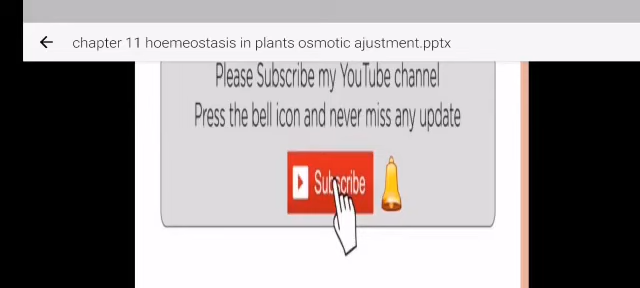 chapter 11 hoemeostasis in plants osmotic ajustment.pptx
Please Subscribe my YouTube channel
Press the bell icon and never miss any update
Subscribe